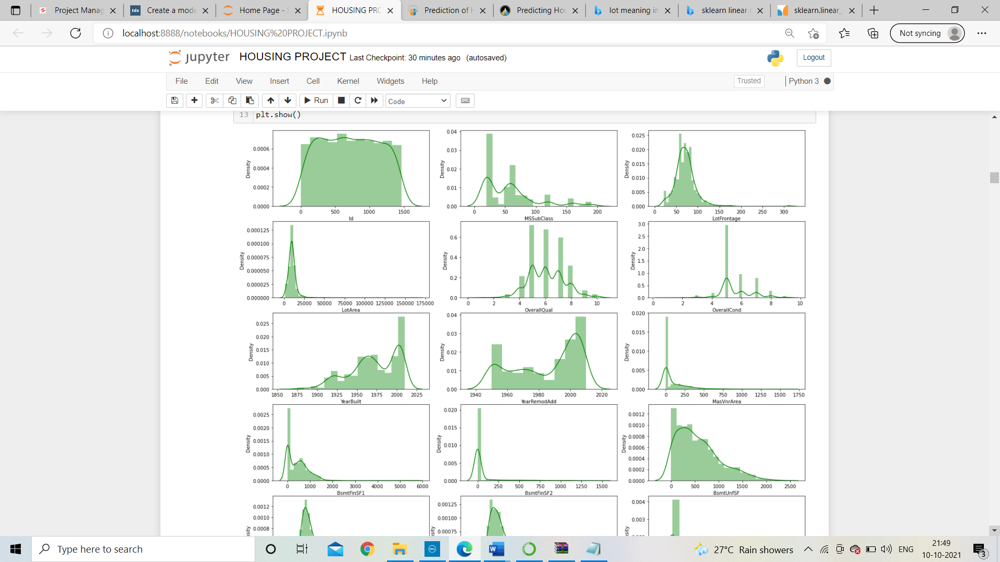 Project Manag
tds Create a mode
Home Page - S
HOUSING PRO
Prediction of H
Predicting Hou
lot meaning in
sklearn linear r
sklearn.linear_
localhost:8888/notebooks/HOUSING%20PROJECT.ipynb
Not syncing
jupyter HOUSING PROJECT Last Checkpoint: 30 minutes ago (autosaved)
Logout
File Edit View Insert Cell Kernel Widgets Help
Trusted
Python 3
Run
Code
13 plt.show()
Density
0.0006
0.0004
0.0002
0.0000
0 500 1000 1500
Id
Density
0.04
0.03
0.02
0.01
0.00
0 50 100 150 200
MSSubClass
Density
0.025
0.020
0.015
0.010
0.005
0.000
0 50 100 150 200 250 300
LotFrontage
Density
0.000125
0.000100
0.000075
0.000050
0.000025
0.000000
0 25000 50000 75000 100000 125000 150000 175000
LotArea
Density
0.6
0.4
0.2
0.0
0 2 4 6 8 10
OverallQual
Density
3.0
2.5
2.0
1.5
1.0
0.5
0.0
0 2 4 6 8 10
OverallCond
Density
0.025
0.020
0.015
0.010
0.005
0.000
1850 1875 1900 1925 1950 1975 2000 2025
YearBuilt
Density
0.04
0.03
0.02
0.01
0.00
1940 1960 1980 2000 2020
YearRemodAdd
Density
0.020
0.015
0.010
0.005
0.000
0 250 500 750 1000 1250 1500 1750
MasVnrArea
Density
0.0025
0.0020
0.0015
0.0010
0.0005
0.0000
0 1000 2000 3000 4000 5000 6000
BsmtFinSF1
Density
0.020
0.015
0.010
0.005
0.000
0 250 500 750 1000 1250 1500
BsmtFinSF2
Density
0.0012
0.0010
0.0008
0.0006
0.0004
0.0002
0.0000
0 500 1000 1500 2000 2500
BsmtUnfSF
sity
0.0012
0.0010
0.0008
sity
0.00125
0.00100
0.00075
sity
0.004
0.003
Type here to search
DELL
27°C Rain showers
ENG
21:49
10-10-2021
3